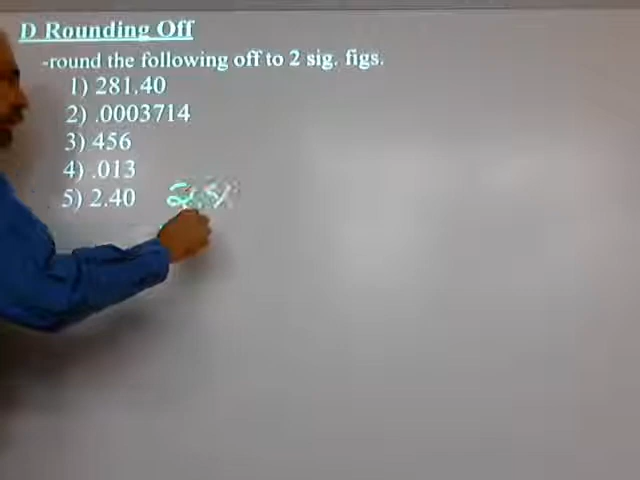 D Rounding Off
-round the following off to 2 sig. figs.
1) 281.40
2) .0003714
3) 456
4) .013
5) 2.40